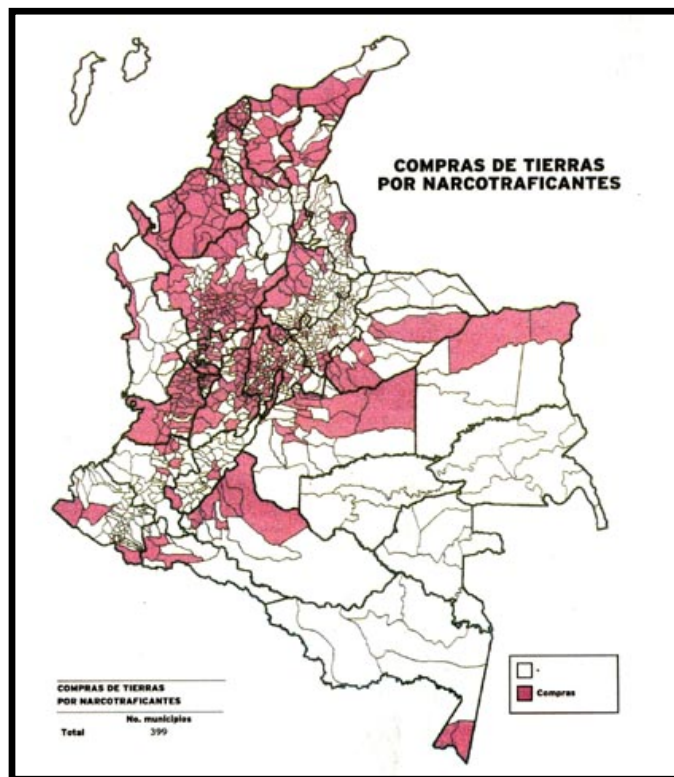 COMPRAS DE TIERRAS
POR NARCOTRAFICANTES
-
Compras
COMPRAS DE TIERRAS
POR NARCOTRAFICANTES
No. municipios
Total 399